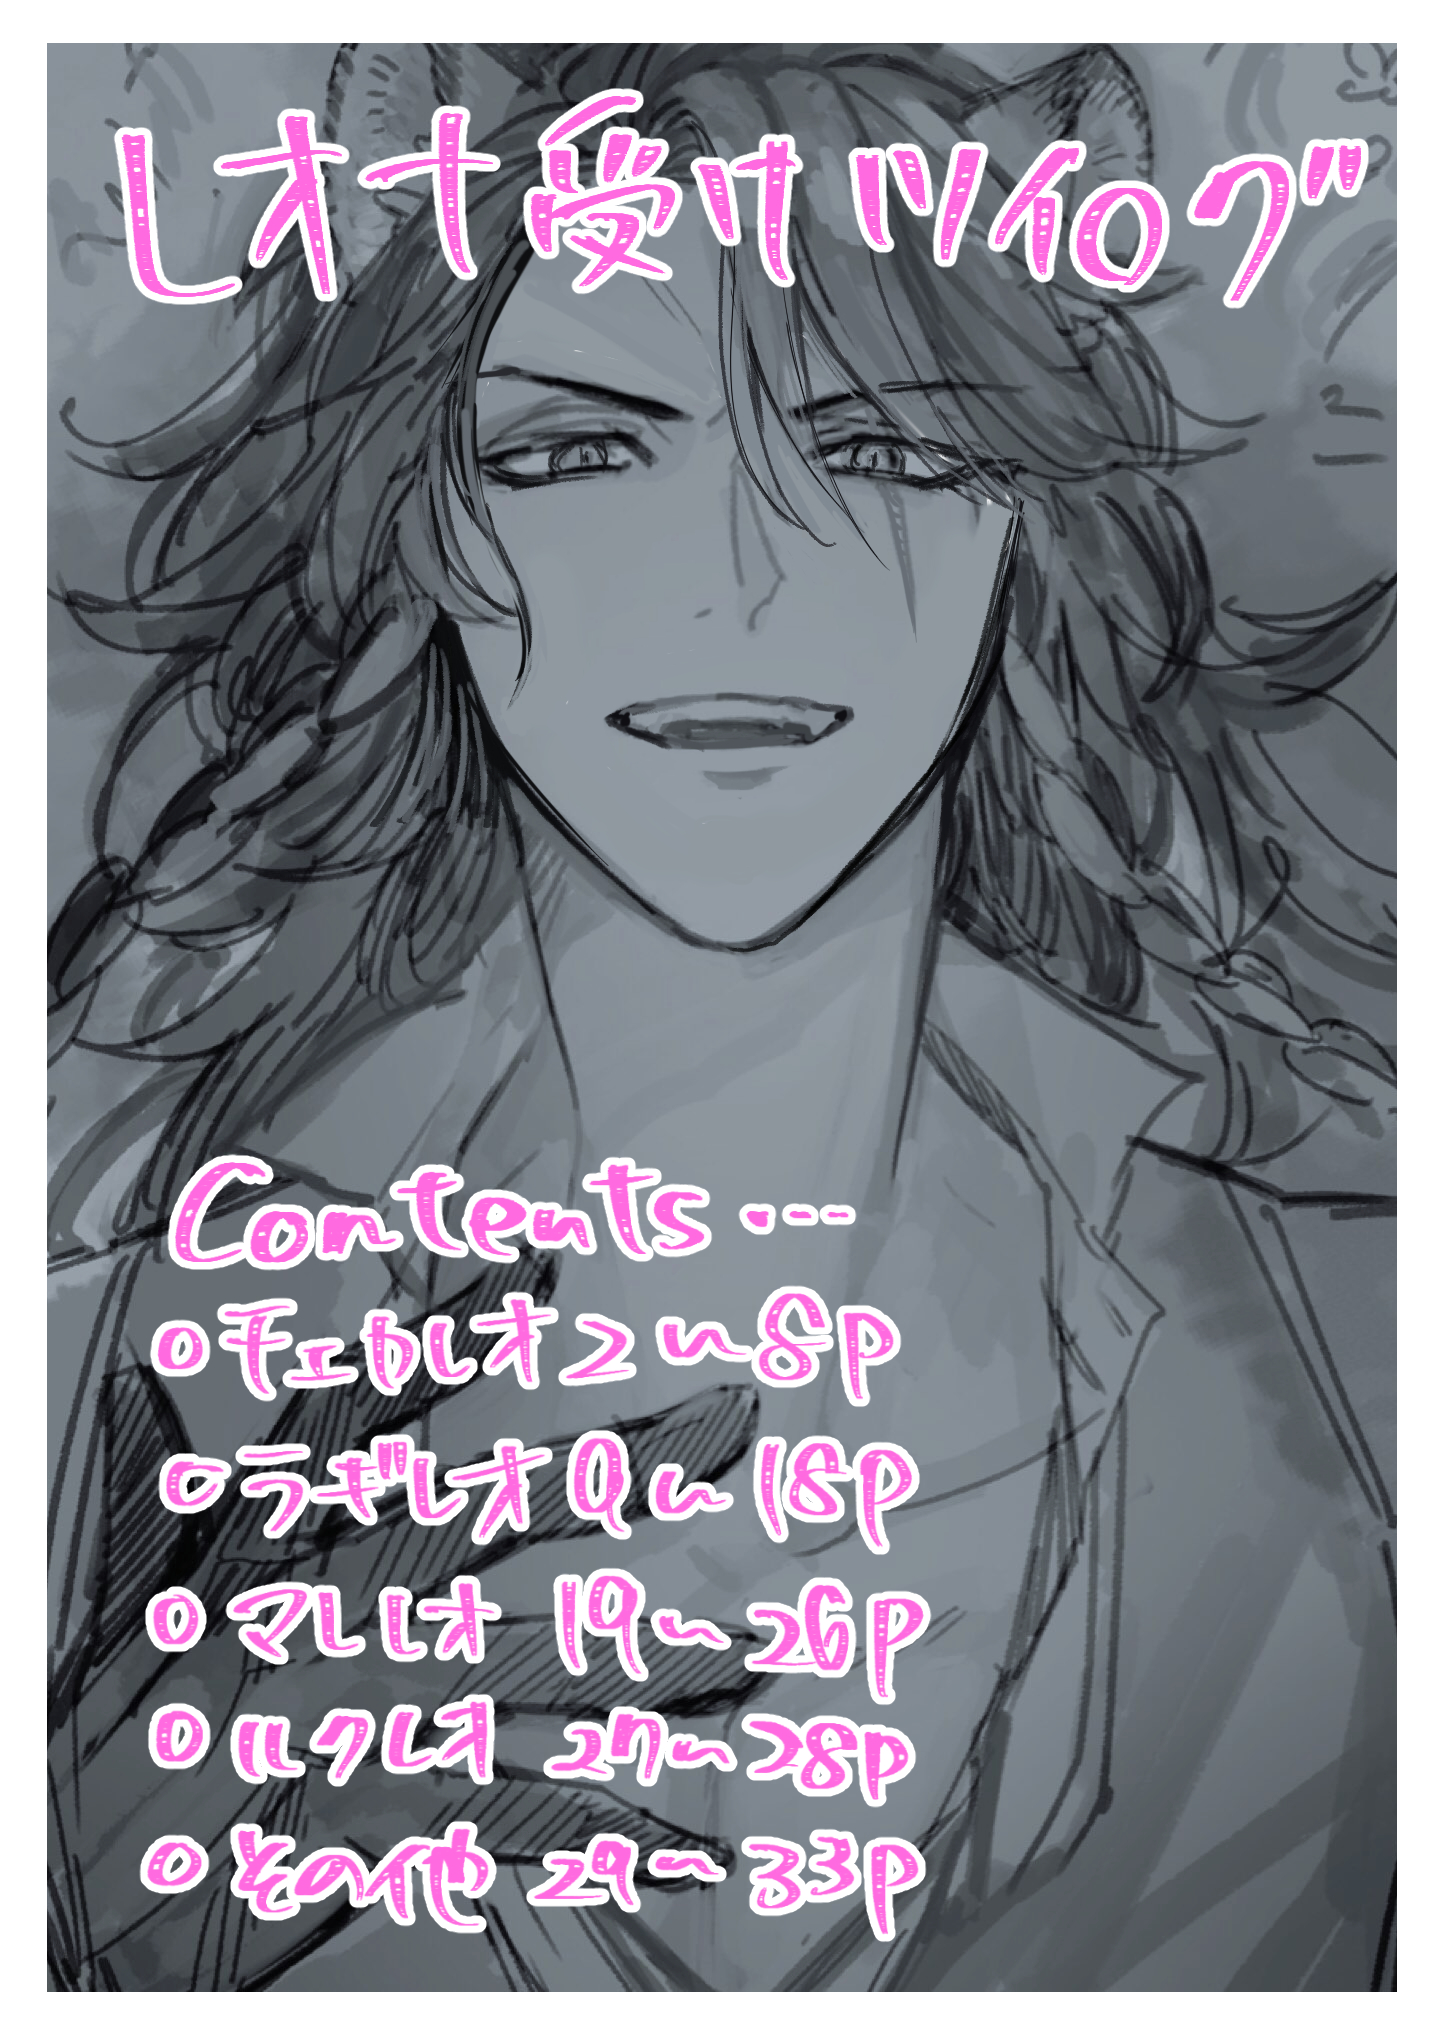 レオナ受けツイログ
Contents...
○チェカレオ2~8p
○ラギレオ9~18p
○マレレオ 19~26p
○ルクレオ 27~28p
○その他 29~33p